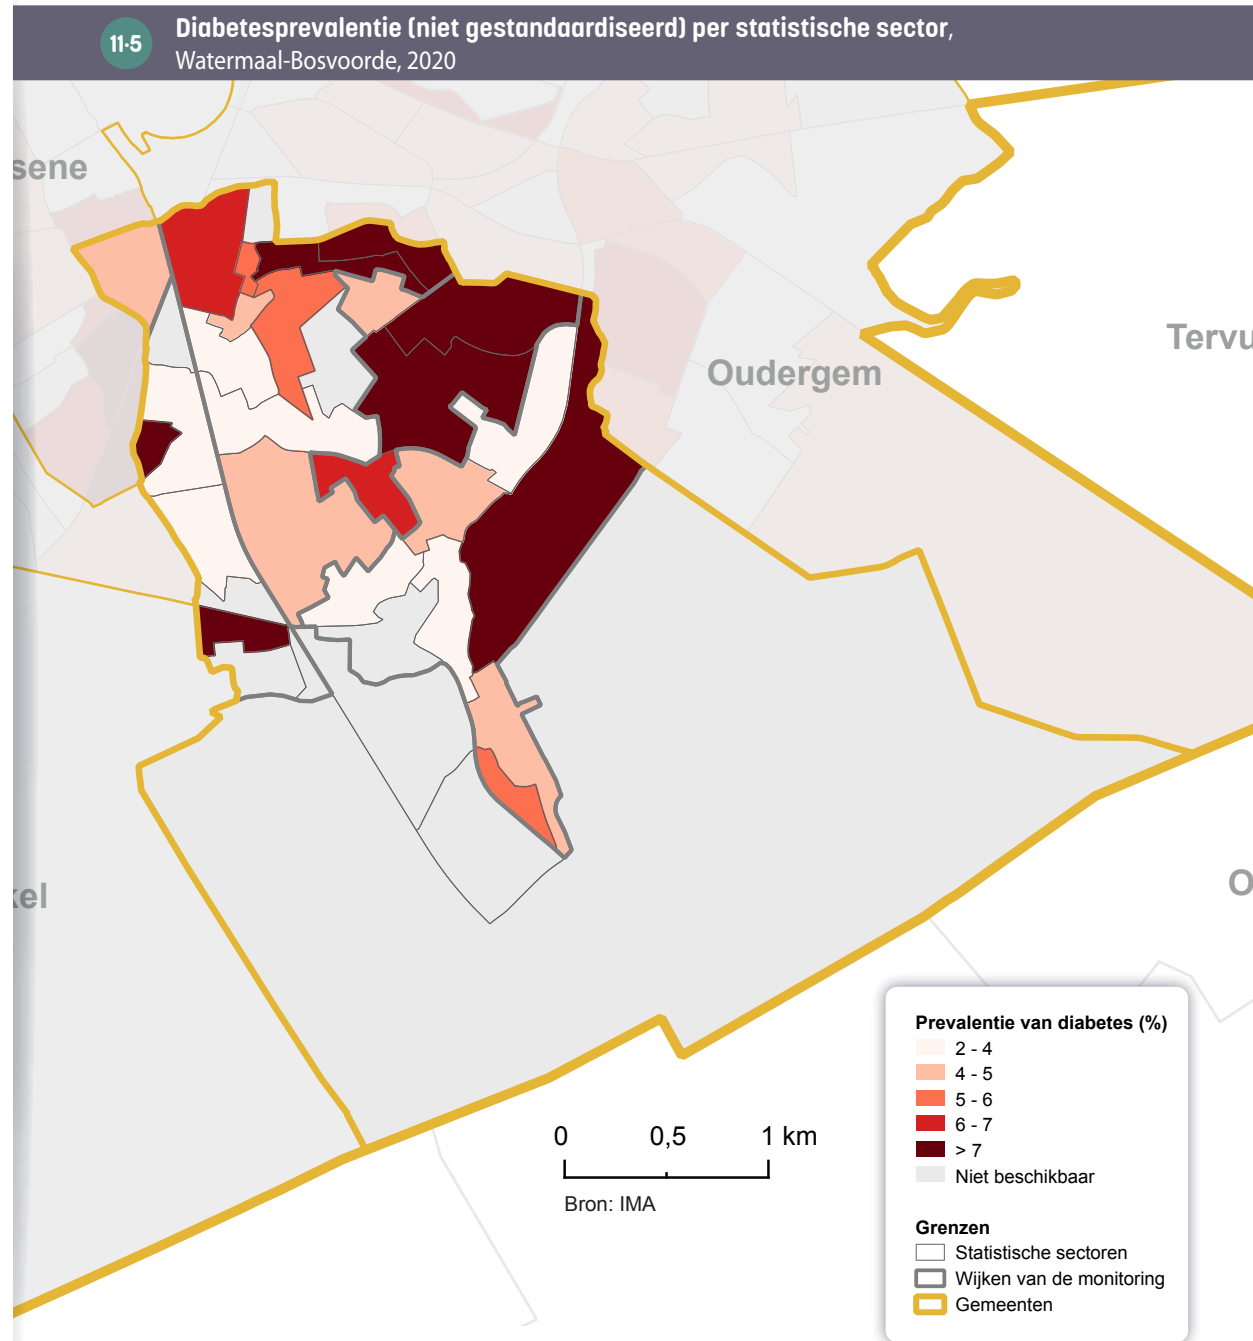 11·5
Diabetesprevalentie (niet gestandaardiseerd) per statistische sector,
Watermaal-Bosvoorde, 2020
sene
Tervu
Oudergem
kel
O
Prevalentie van diabetes (%)
2 - 4
4 - 5
5 - 6
6 - 7
> 7
Niet beschikbaar
Grenzen
Statistische sectoren
Wijken van de monitoring
Gemeenten
0 0,5 1 km
Bron: IMA